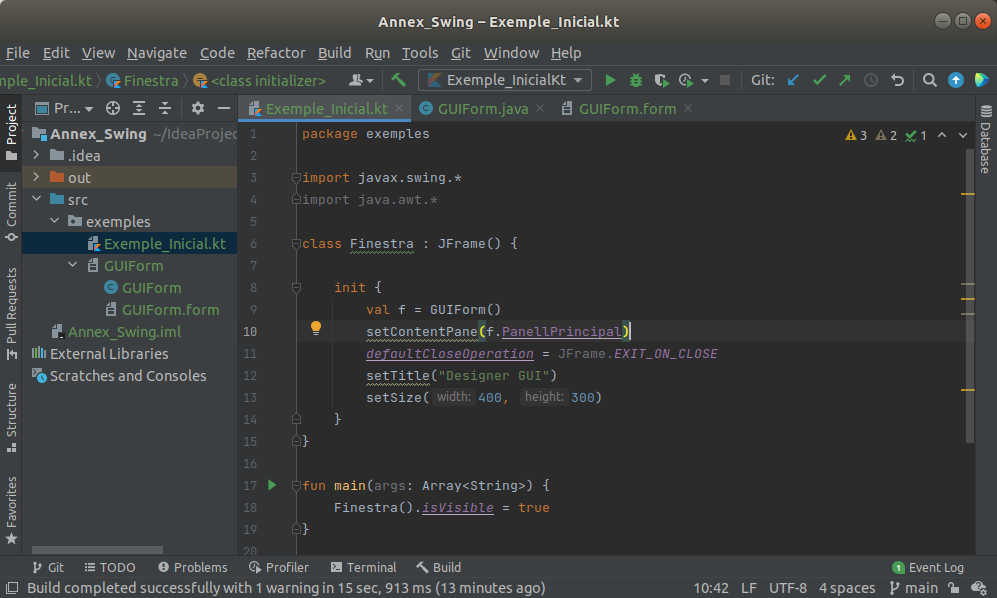 Annex_Swing – Exemple_Inicial.kt
File Edit View Navigate Code Refactor Build Run Tools Git Window Help
mple_Inicial.kt Finestra <class initializer> Exemple_InicialKt Git:
Pr... Exemple_Inicial.kt GUIForm.java GUIForm.form
Project
Commit
Pull Requests
Structure
Favorites
Annex_Swing ~/IdeaProjec
.idea
out
src
exemples
Exemple_Inicial.kt
GUIForm
GUIForm
GUIForm.form
Annex_Swing.iml
External Libraries
Scratches and Consoles
1 package exemples
3 2 1
2
3 import javax.swing.*
4 import java.awt.*
5
6 class Finestra : JFrame() {
7
8 init {
9 val f = GUIForm()
10 setContentPane(f.PanellPrincipal)
11 defaultCloseOperation = JFrame.EXIT_ON_CLOSE
12 setTitle("Designer GUI")
13 setSize( width: 400, height: 300)
14 }
15 }
16
17 fun main(args: Array<String>) {
18 Finestra().isVisible = true
19 }
20
Database
Git TODO Problems Profiler Terminal Build 1 Event Log
Build completed successfully with 1 warning in 15 sec, 913 ms (13 minutes ago) 10:42 LF UTF-8 4 spaces main